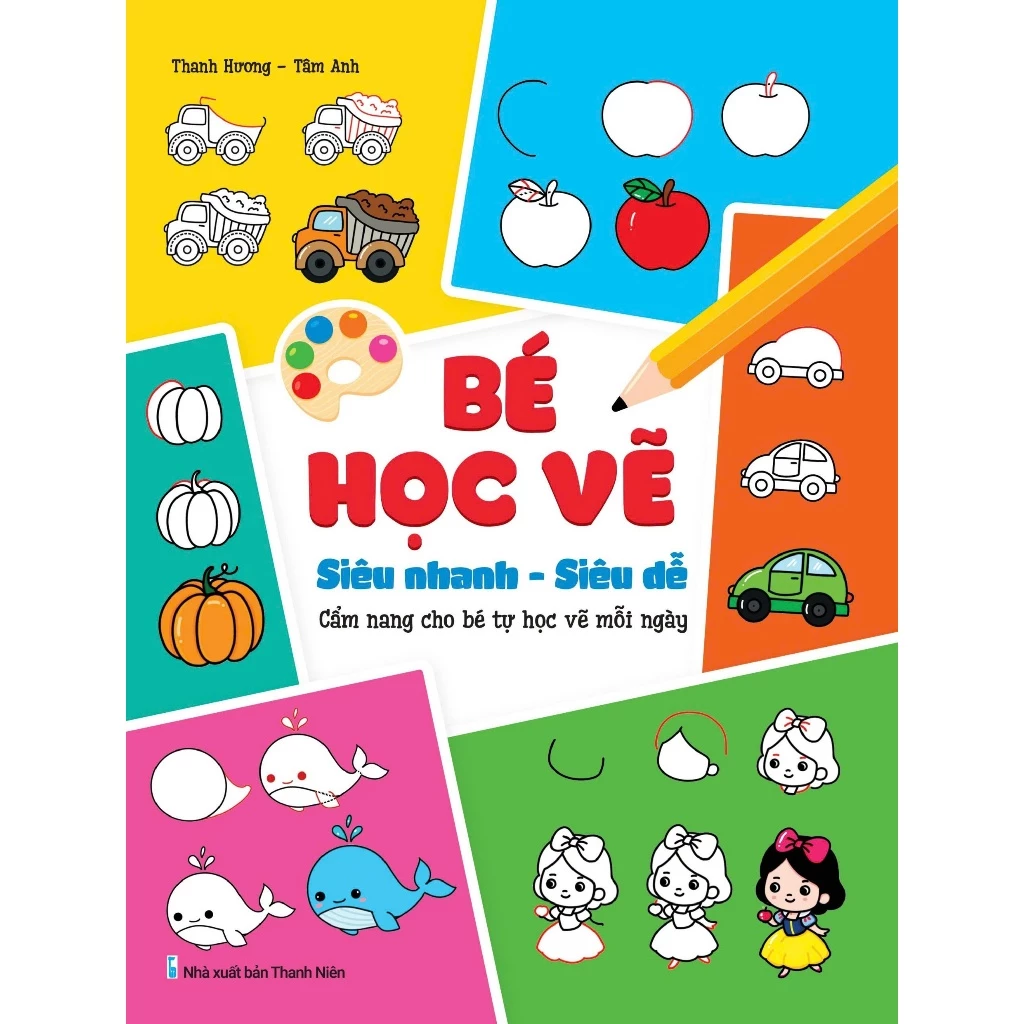 Thanh Hương - Tâm Anh
BÉ
HỌC VẼ
Siêu nhanh - Siêu dễ
Cẩm nang cho bé tự học vẽ mỗi ngày
Nhà xuất bản Thanh Niên